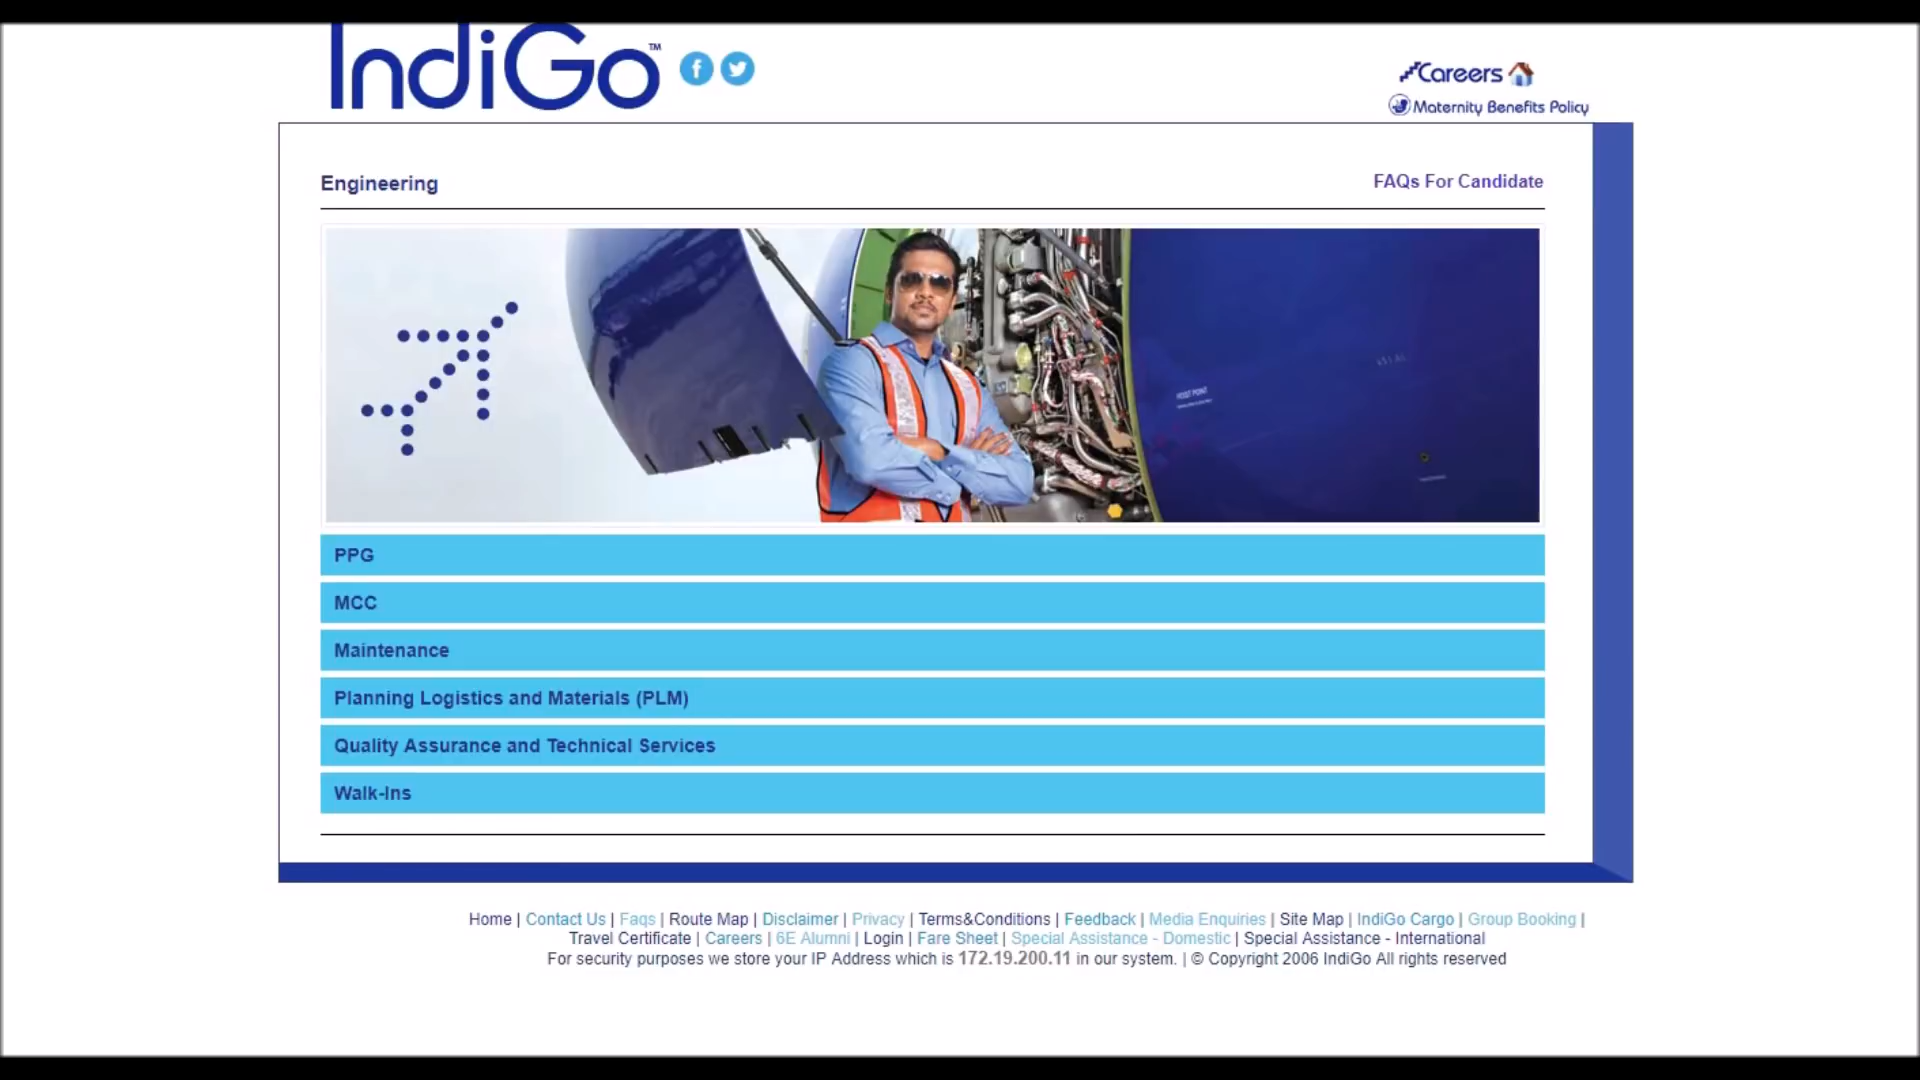 IndiGo™
Careers
Maternity Benefits Policy
Engineering
FAQs For Candidate
HOIST POINT
PPG
MCC
Maintenance
Planning Logistics and Materials (PLM)
Quality Assurance and Technical Services
Walk-Ins
Home | Contact Us | Faqs | Route Map | Disclaimer | Privacy | Terms&Conditions | Feedback | Media Enquiries | Site Map | IndiGo Cargo | Group Booking |
Travel Certificate | Careers | 6E Alumni | Login | Fare Sheet | Special Assistance - Domestic | Special Assistance - International
For security purposes we store your IP Address which is 172.19.200.11 in our system. | © Copyright 2006 IndiGo All rights reserved